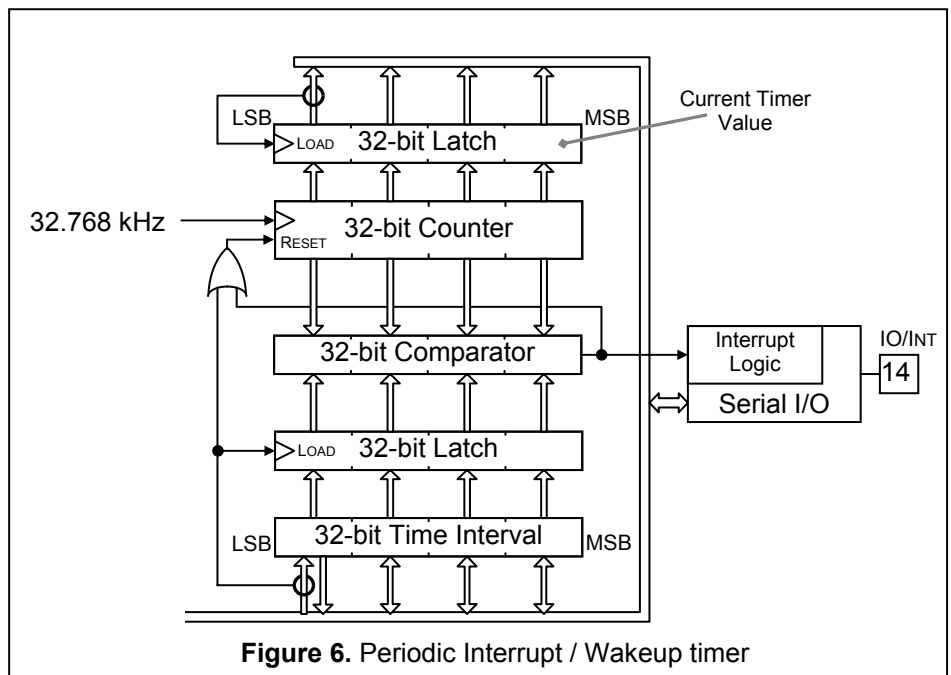 LSB
MSB
Current Timer
Value
LOAD
32-bit Latch
32.768 kHz
RESET
32-bit Counter
32-bit Comparator
Interrupt
Logic
Serial I/O
IO/INT
14
LOAD
32-bit Latch
LSB
32-bit Time Interval
MSB
Figure 6. Periodic Interrupt / Wakeup timer